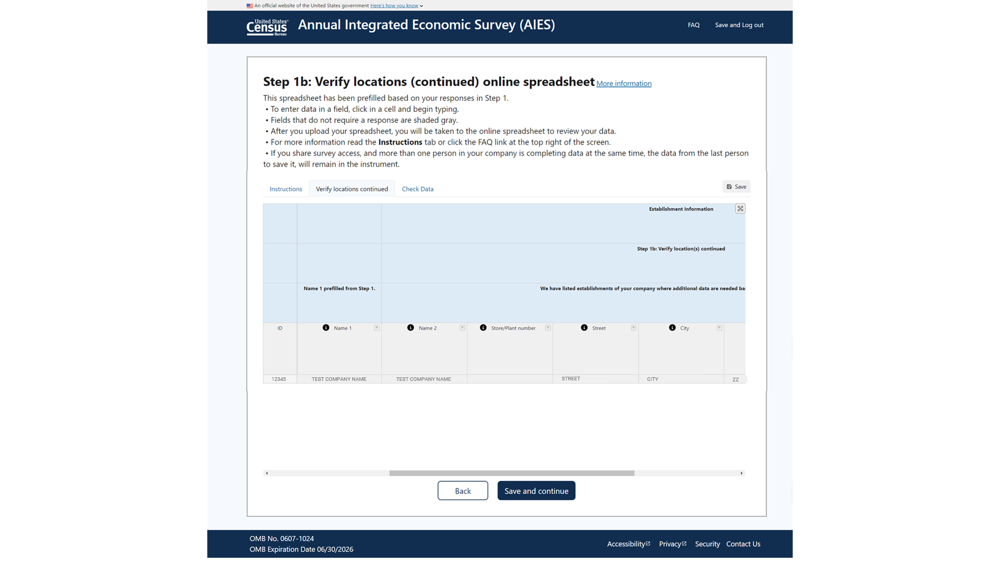 An official website of the United States government Here's how you know
United States®
Census
Bureau
Annual Integrated Economic Survey (AIES)
FAQ
Save and Log out
Step 1b: Verify locations (continued) online spreadsheet More information
This spreadsheet has been prefilled based on your responses in Step 1.
• To enter data in a field, click in a cell and begin typing.
• Fields that do not require a response are shaded gray.
• After you upload your spreadsheet, you will be taken to the online spreadsheet to review your data.
• For more information read the Instructions tab or click the FAQ link at the top right of the screen.
• If you share survey access, and more than one person in your company is completing data at the same time, the data from the last person
to save it, will remain in the instrument.
Instructions
Verify locations continued
Check Data
Save
Establishment Information
Step 1b: Verify location(s) continued
Name 1 prefilled from Step 1.
We have listed establishments of your company where additional data are needed ba
ID
Name 1
Name 2
Store/Plant number
Street
City
12345
TEST COMPANY NAME
TEST COMPANY NAME
STREET
CITY
ZZ
Back
Save and continue
OMB No. 0607-1024
OMB Expiration Date 06/30/2026
Accessibility
Privacy
Security
Contact Us